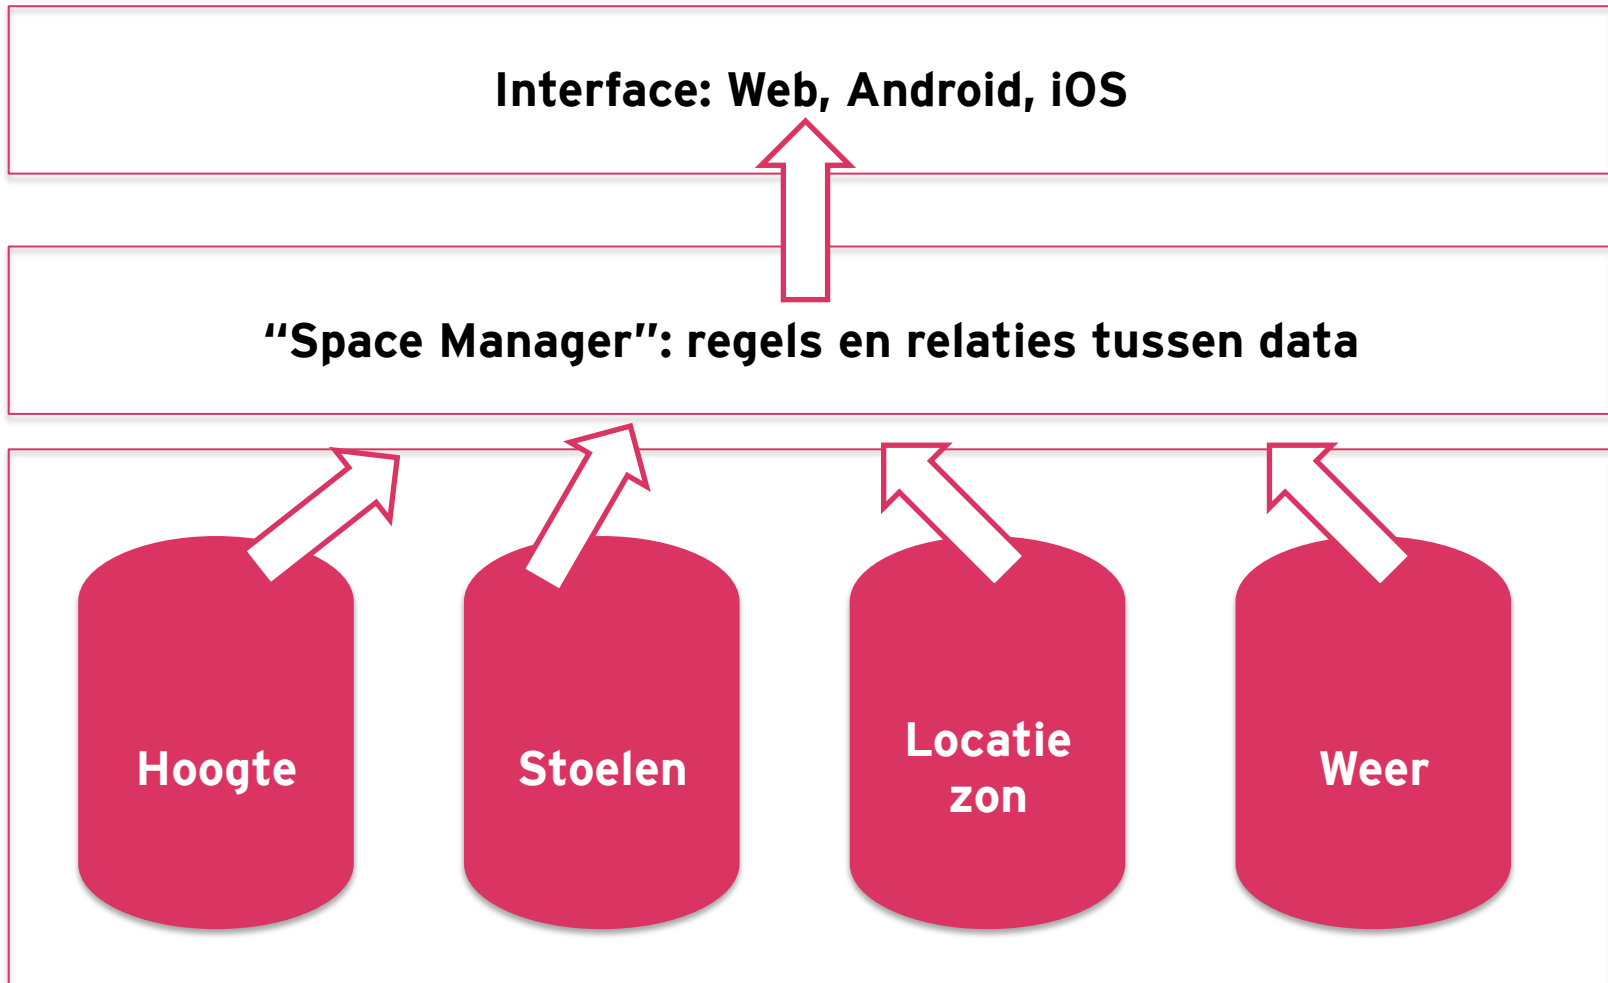 Interface: Web, Android, iOS
“Space Manager”: regels en relaties tussen data
Hoogte
Stoelen
Locatie
zon
Weer